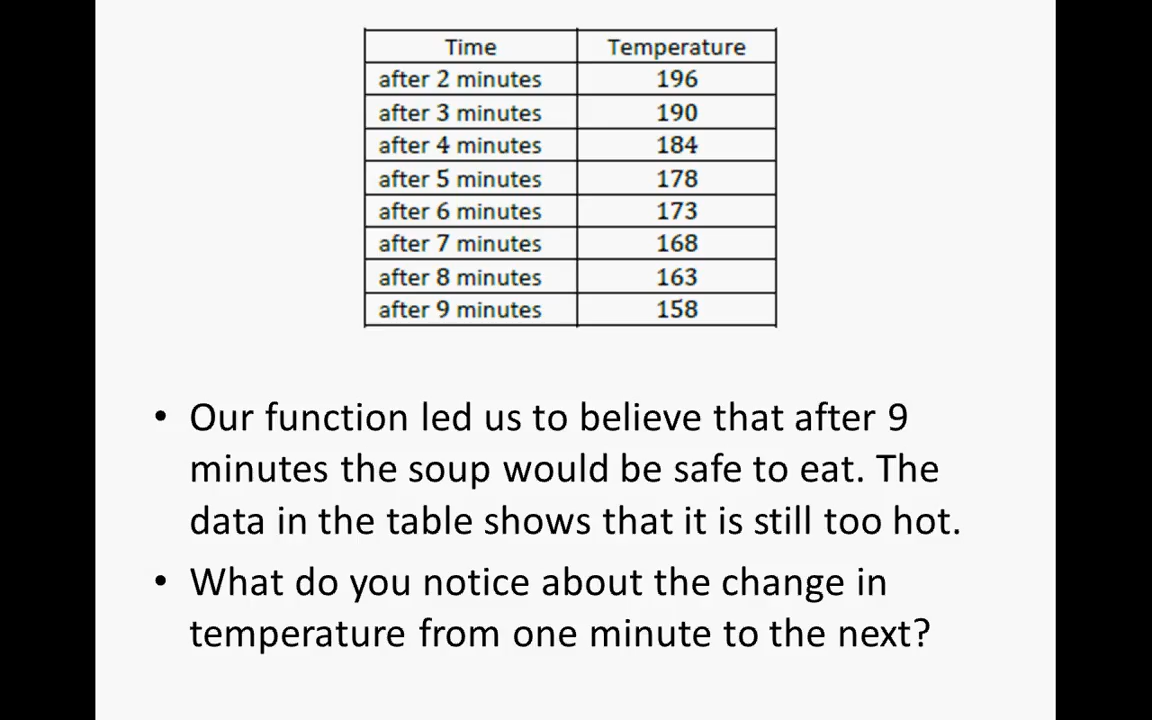 Time Temperature
after 2 minutes 196
after 3 minutes 190
after 4 minutes 184
after 5 minutes 178
after 6 minutes 173
after 7 minutes 168
after 8 minutes 163
after 9 minutes 158
• Our function led us to believe that after 9
minutes the soup would be safe to eat. The
data in the table shows that it is still too hot.
• What do you notice about the change in
temperature from one minute to the next?